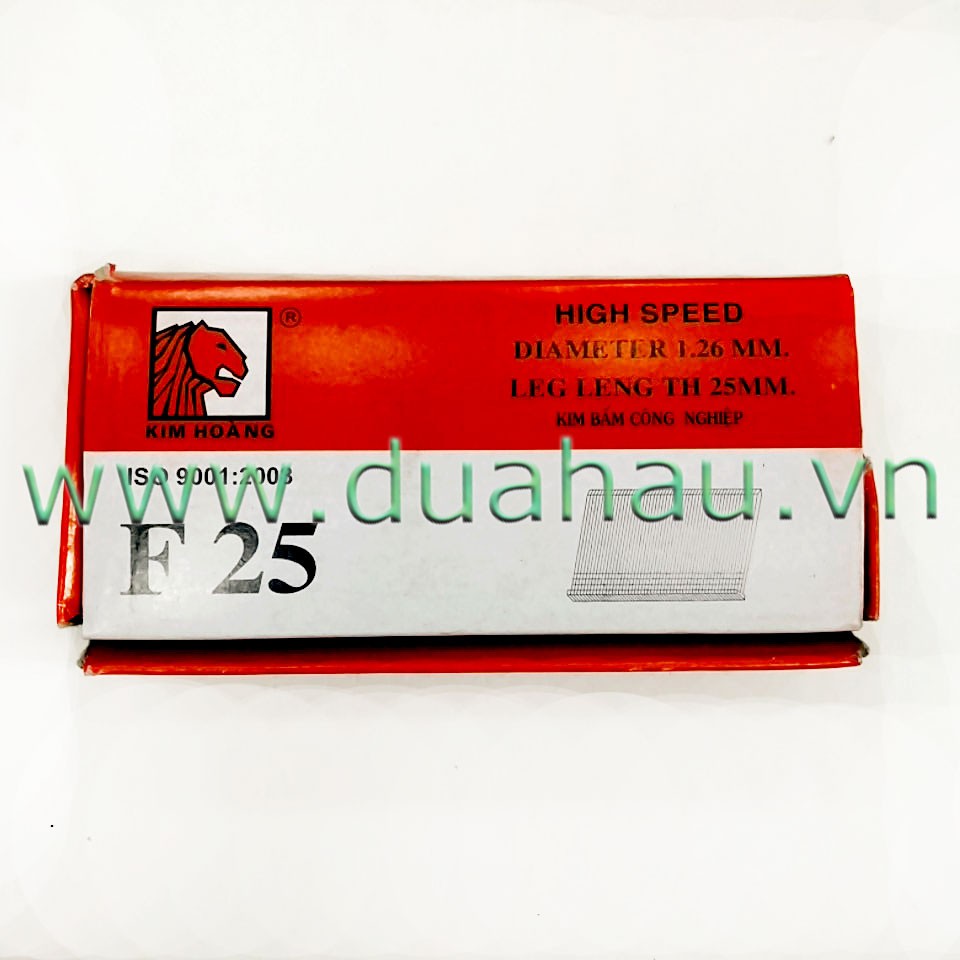 ®
KIM HOÀNG
HIGH SPEED
DIAMETER 1.26 MM.
LEG LENG TH 25MM.
KIM BẤM CÔNG NGHIỆP
ISO 9001:2008
www.duahau.vn
F 25